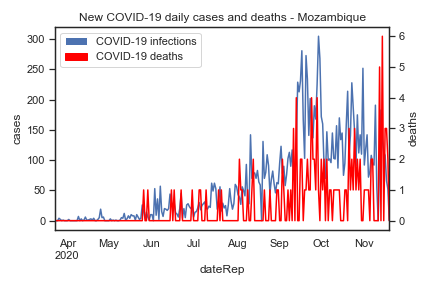 New COVID-19 daily cases and deaths - Mozambique
COVID-19 infections
COVID-19 deaths
300
250
200
150
100
50
0
cases
6
5
4
3
2
1
0
deaths
Apr May Jun Jul Aug Sep Oct Nov
2020
dateRep